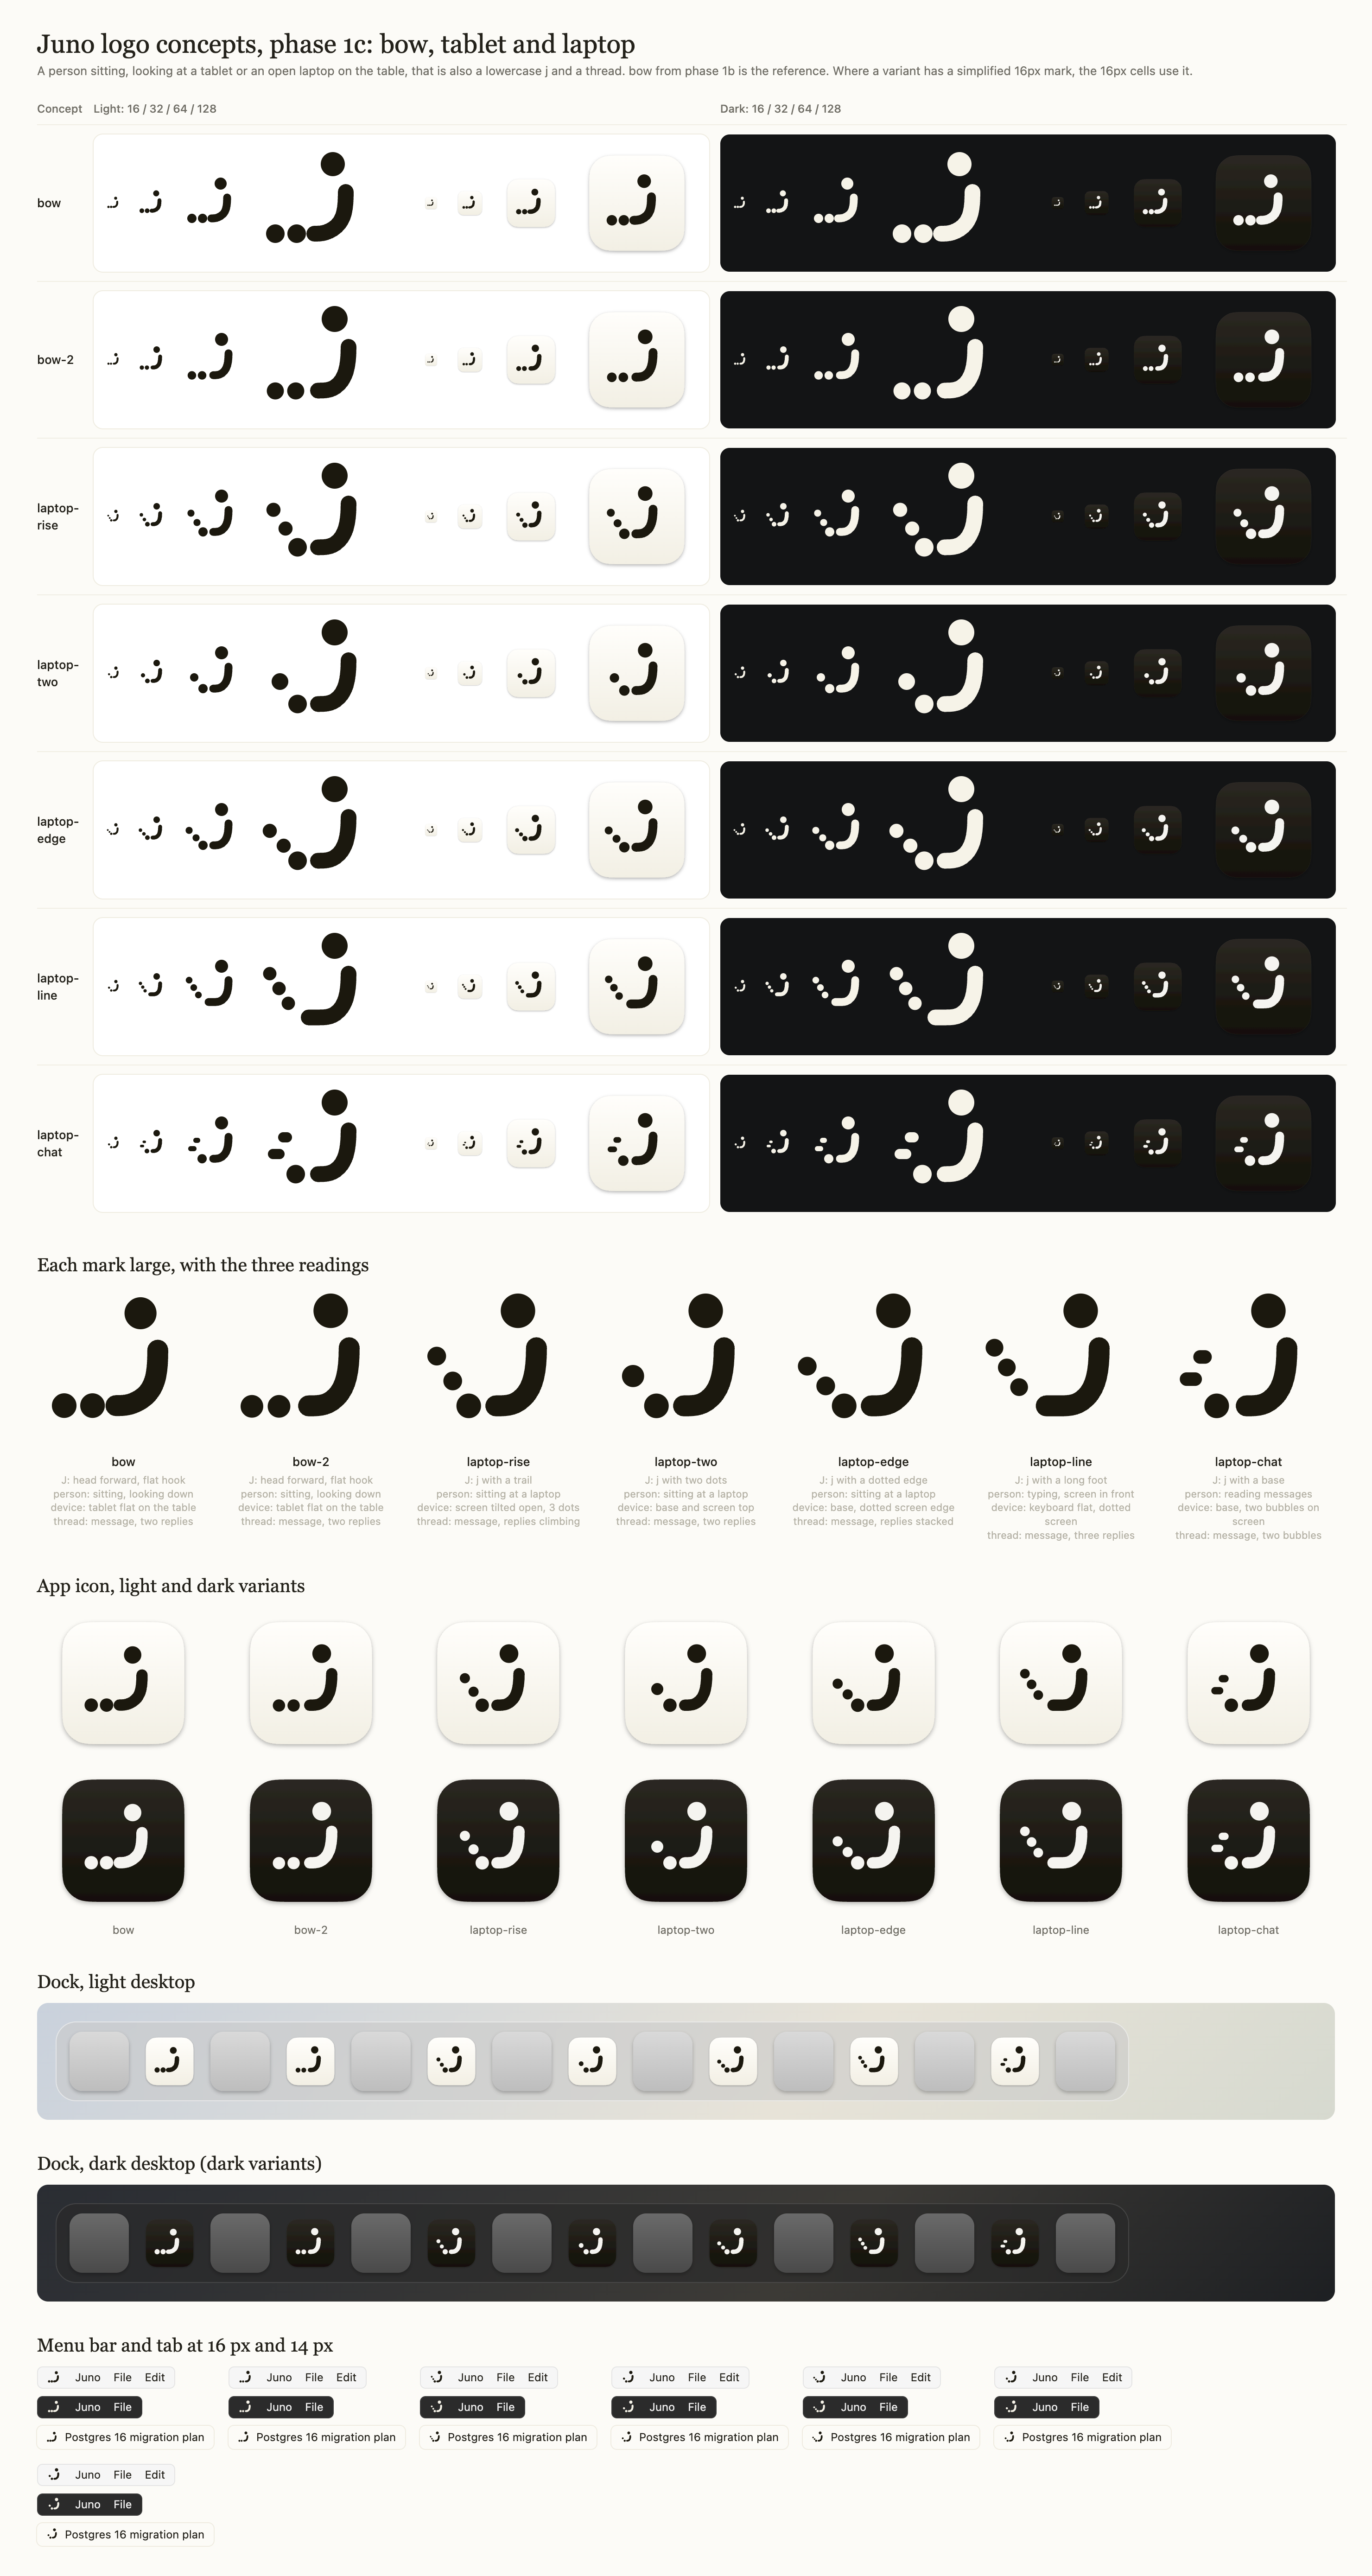 Juno logo concepts, phase 1c: bow, tablet and laptop
A person sitting, looking at a tablet or an open laptop on the table, that is also a lowercase j and a thread. bow from phase 1b is the reference. Where a variant has a simplified 16px mark, the 16px cells use it.
Concept Light: 16 / 32 / 64 / 128 Dark: 16 / 32 / 64 / 128
bow
bow-2
laptop-
rise
laptop-
two
laptop-
edge
laptop-
line
laptop-
chat
Each mark large, with the three readings
bow
J: head forward, flat hook
person: sitting, looking down
device: tablet flat on the table
thread: message, two replies
bow-2
J: head forward, flat hook
person: sitting, looking down
device: tablet flat on the table
thread: message, two replies
laptop-rise
J: j with a trail
person: sitting at a laptop
device: screen tilted open, 3 dots
thread: message, replies climbing
laptop-two
J: j with two dots
person: sitting at a laptop
device: base and screen top
thread: message, two replies
laptop-edge
J: j with a dotted edge
person: sitting at a laptop
device: base, dotted screen edge
thread: message, replies stacked
laptop-line
J: j with a long foot
person: typing, screen in front
device: keyboard flat, dotted
screen
thread: message, three replies
laptop-chat
J: j with a base
person: reading messages
device: base, two bubbles on
screen
thread: message, two bubbles
App icon, light and dark variants
bow bow-2 laptop-rise laptop-two laptop-edge laptop-line laptop-chat
Dock, light desktop
Dock, dark desktop (dark variants)
Menu bar and tab at 16 px and 14 px
Juno File Edit Juno File Edit Juno File Edit Juno File Edit Juno File Edit Juno File Edit
Juno File Juno File Juno File Juno File Juno File Juno File
Postgres 16 migration plan Postgres 16 migration plan Postgres 16 migration plan Postgres 16 migration plan Postgres 16 migration plan Postgres 16 migration plan
Juno File Edit
Juno File
Postgres 16 migration plan